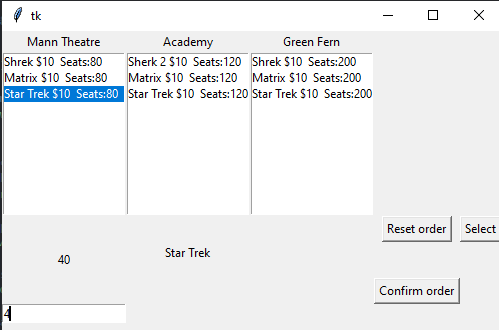 tk
Mann Theatre Academy Green Fern
Shrek $10 Seats:80 Sherk 2 $10 Seats:120 Shrek $10 Seats:200
Matrix $10 Seats:80 Matrix $10 Seats:120 Matrix $10 Seats:200
Star Trek $10 Seats:80 Star Trek $10 Seats:120 Star Trek $10 Seats:200
Reset order Select
40 Star Trek
Confirm order
4